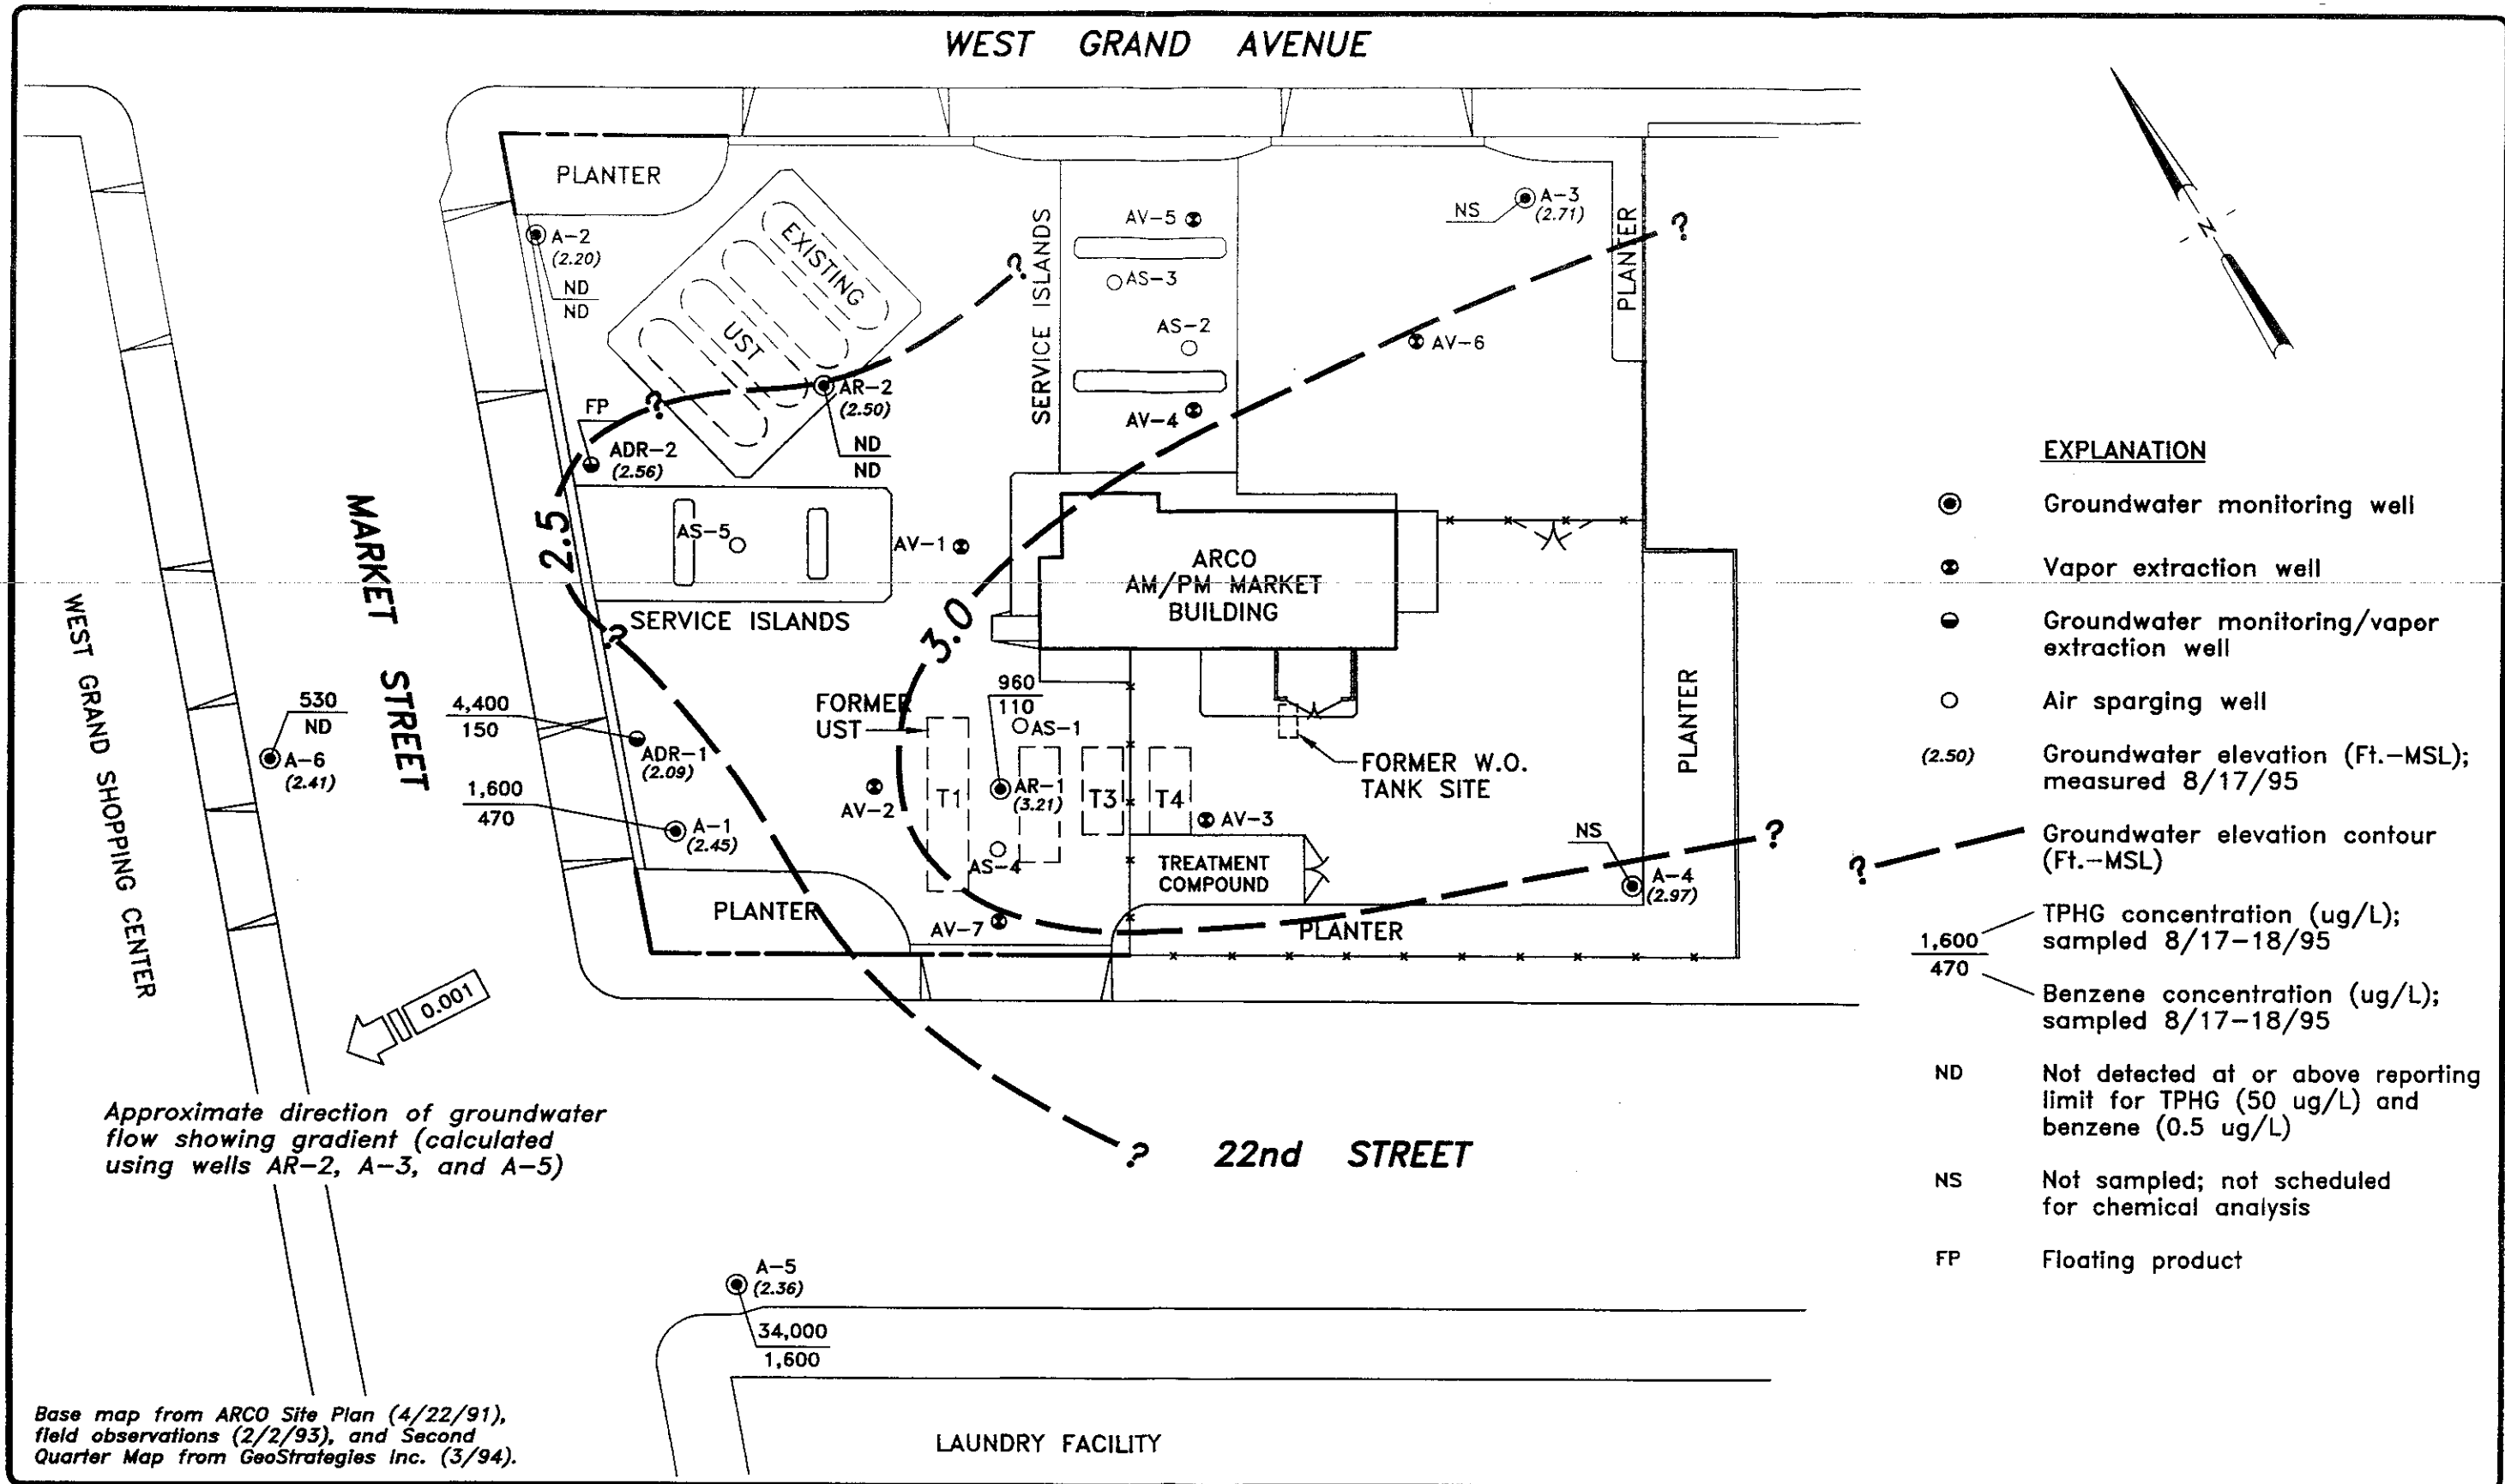 WEST GRAND AVENUE
PLANTER
A-2
(2.20)
ND
ND
EXISTING
UST
SERVICE ISLANDS
AV-5
AS-3
AS-2
AV-4
NS
A-3
(2.71)
PLANTER
?
?
AV-6
N
FP
?
ADR-2
(2.56)
AR-2
(2.50)
ND
ND
MARKET STREET
2.5
AS-5
AV-1
SERVICE ISLANDS
?
3.0
ARCO
AM/PM MARKET
BUILDING
WEST GRAND SHOPPING CENTER
530
ND
A-6
(2.41)
4,400
150
ADR-1
(2.09)
1,600
470
A-1
(2.45)
FORMER
UST
960
110
AS-1
AV-2
T1
AR-1
(3.21)
T3
T4
AV-3
AS-4
AV-7
FORMER W.O.
TANK SITE
TREATMENT
COMPOUND
PLANTER
PLANTER
PLANTER
NS
A-4
(2.97)
?
0.001
Approximate direction of groundwater
flow showing gradient (calculated
using wells AR-2, A-3, and A-5)
? 22nd STREET
A-5
(2.36)
34,000
1,600
LAUNDRY FACILITY
Base map from ARCO Site Plan (4/22/91),
field observations (2/2/93), and Second
Quarter Map from GeoStrategies Inc. (3/94).
EXPLANATION
Groundwater monitoring well
Vapor extraction well
Groundwater monitoring/vapor
extraction well
Air sparging well
(2.50) Groundwater elevation (Ft.-MSL);
measured 8/17/95
? Groundwater elevation contour
(Ft.-MSL)
TPHG concentration (ug/L);
sampled 8/17-18/95
1,600
470
Benzene concentration (ug/L);
sampled 8/17-18/95
ND Not detected at or above reporting
limit for TPHG (50 ug/L) and
benzene (0.5 ug/L)
NS Not sampled; not scheduled
for chemical analysis
FP Floating product